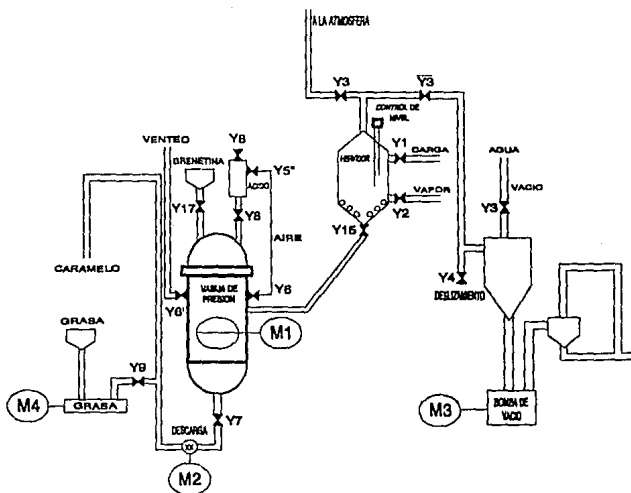 A LA ATMOSFERA
Y3
Y3
CONTROL DE
NIVEL
VENTEO
Y8
GRENETINA
Y5"
ACIDO
HERVIDOR
Y1
CARGA
AGUA
VAPOR
Y2
VACIO
Y3
Y17
Y8
Y15
AIRE
CARAMELO
VASIJA DE
PRESION
Y6
Y6'
Y4
DESLIZAMIENTO
GRASA
M1
Y9
M4
GRASA
Y7
DESCARGA
XX
M2
M3
BOMBA DE
VACIO